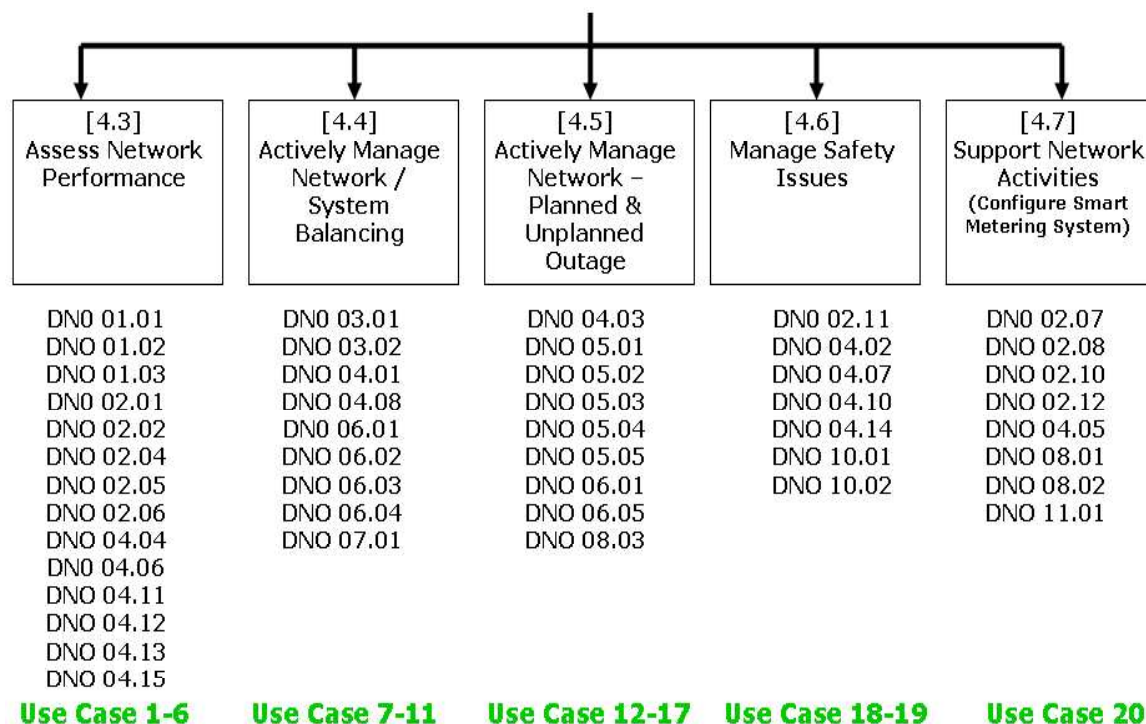 [4.3]
Assess Network
Performance
[4.4]
Actively Manage
Network /
System
Balancing
[4.5]
Actively Manage
Network –
Planned &
Unplanned
Outage
[4.6]
Manage Safety
Issues
[4.7]
Support Network
Activities
(Configure Smart
Metering System)
DN0 01.01
DNO 01.02
DNO 01.03
DN0 02.01
DNO 02.02
DNO 02.04
DNO 02.05
DNO 02.06
DNO 04.04
DN0 04.06
DNO 04.11
DNO 04.12
DNO 04.13
DNO 04.15
DN0 03.01
DNO 03.02
DNO 04.01
DNO 04.08
DN0 06.01
DNO 06.02
DNO 06.03
DNO 06.04
DNO 07.01
DN0 04.03
DNO 05.01
DNO 05.02
DNO 05.03
DNO 05.04
DNO 05.05
DNO 06.01
DNO 06.05
DNO 08.03
DN0 02.11
DNO 04.02
DNO 04.07
DNO 04.10
DNO 04.14
DNO 10.01
DNO 10.02
DN0 02.07
DNO 02.08
DNO 02.10
DNO 02.12
DNO 04.05
DNO 08.01
DNO 08.02
DNO 11.01
Use Case 1-6
Use Case 7-11
Use Case 12-17
Use Case 18-19
Use Case 20